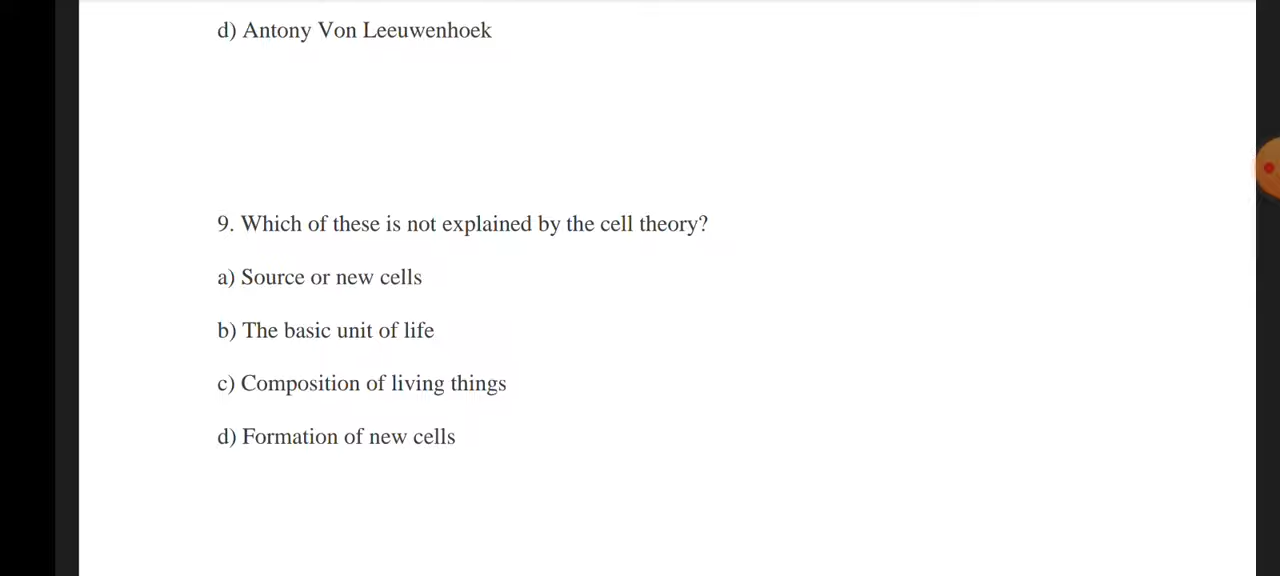 d) Antony Von Leeuwenhoek
9. Which of these is not explained by the cell theory?
a) Source or new cells
b) The basic unit of life
c) Composition of living things
d) Formation of new cells